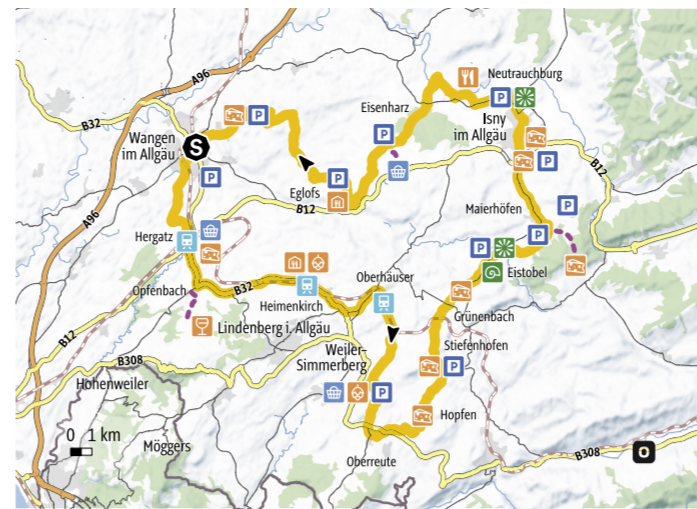 A96
Neutrauchburg
B32
P
P
Eisenharz
P
Isny
im Allgäu
Wangen
im Allgäu
S
P
P
B12
P
Eglofs
B12
P
A96
Maierhöfen
P
Hergatz
P
Oberhäuser
Eistobel
Opfenbach
B32
Heimenkirch
Grünenbach
B12
Lindenberg i. Allgäu
Stiefenhofen
Weiler-
Simmerberg
B308
P
Hohenweiler
P
Hopfen
0 1 km
Möggers
Oberreute
B308
O